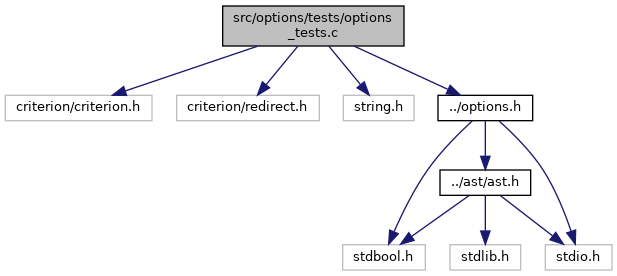 src/options/tests/options
_tests.c
criterion/criterion.h
criterion/redirect.h
string.h
../options.h
../ast/ast.h
stdbool.h
stdlib.h
stdio.h